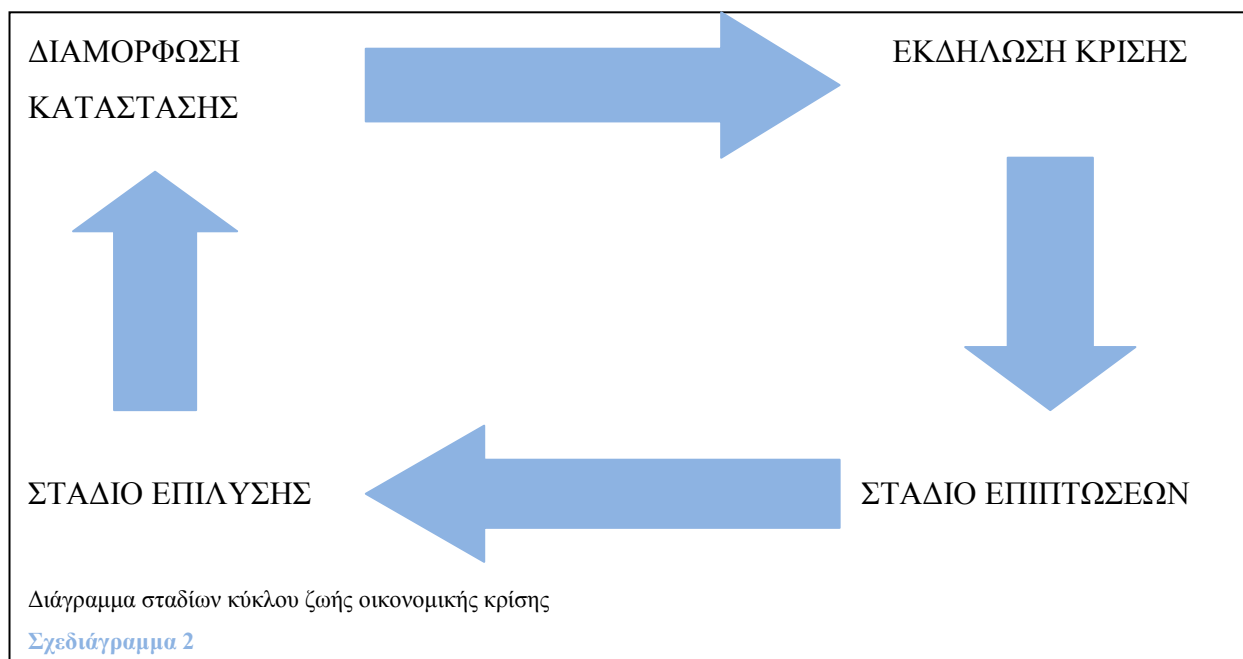 ΔΙΑΜΟΡΦΩΣΗ
ΚΑΤΑΣΤΑΣΗΣ
ΕΚΔΗΛΩΣΗ ΚΡΙΣΗΣ
ΣΤΑΔΙΟ ΕΠΙΛΥΣΗΣ
ΣΤΑΔΙΟ ΕΠΙΠΤΩΣΕΩΝ
Διάγραμμα σταδίων κύκλου ζωής οικονομικής κρίσης
Σχεδιάγραμμα 2